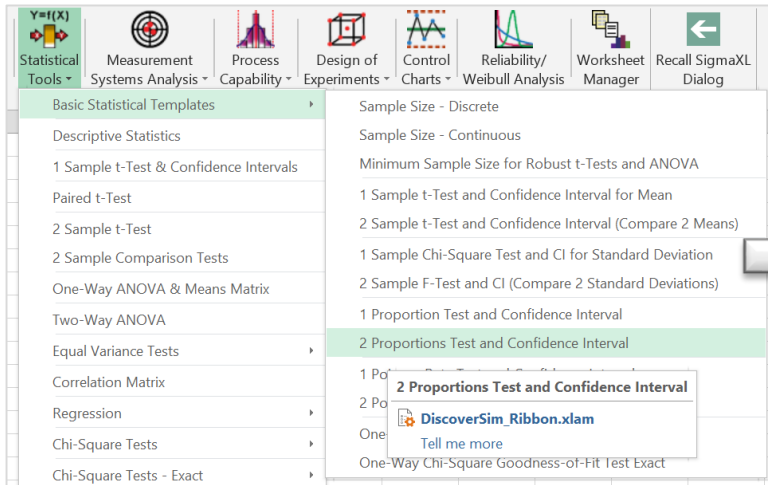 Y=f(X)
Statistical Tools
Measurement Systems Analysis
Process Capability
Design of Experiments
Control Charts
Reliability/ Weibull Analysis
Worksheet Manager
Recall SigmaXL Dialog
Basic Statistical Templates
Descriptive Statistics
1 Sample t-Test & Confidence Intervals
Paired t-Test
2 Sample t-Test
2 Sample Comparison Tests
One-Way ANOVA & Means Matrix
Two-Way ANOVA
Equal Variance Tests
Correlation Matrix
Regression
Chi-Square Tests
Chi-Square Tests - Exact
Sample Size - Discrete
Sample Size - Continuous
Minimum Sample Size for Robust t-Tests and ANOVA
1 Sample t-Test and Confidence Interval for Mean
2 Sample t-Test and Confidence Interval (Compare 2 Means)
1 Sample Chi-Square Test and CI for Standard Deviation
2 Sample F-Test and CI (Compare 2 Standard Deviations)
1 Proportion Test and Confidence Interval
2 Proportions Test and Confidence Interval
1 Po
2 Po
One-
One-Way Chi-Square Goodness-of-Fit Test Exact
2 Proportions Test and Confidence Interval
DiscoverSim_Ribbon.xlam
Tell me more